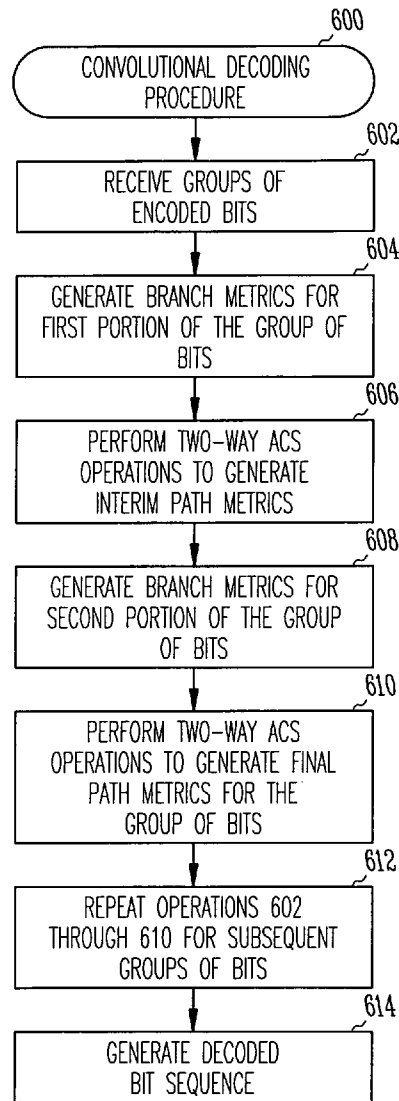 600
CONVOLUTIONAL DECODING
PROCEDURE
602
RECEIVE GROUPS OF
ENCODED BITS
604
GENERATE BRANCH METRICS FOR
FIRST PORTION OF THE GROUP OF
BITS
606
PERFORM TWO-WAY ACS
OPERATIONS TO GENERATE
INTERIM PATH METRICS
608
GENERATE BRANCH METRICS FOR
SECOND PORTION OF THE GROUP
OF BITS
610
PERFORM TWO-WAY ACS
OPERATIONS TO GENERATE FINAL
PATH METRICS FOR THE
GROUP OF BITS
612
REPEAT OPERATIONS 602
THROUGH 610 FOR SUBSEQUENT
GROUPS OF BITS
614
GENERATE DECODED
BIT SEQUENCE